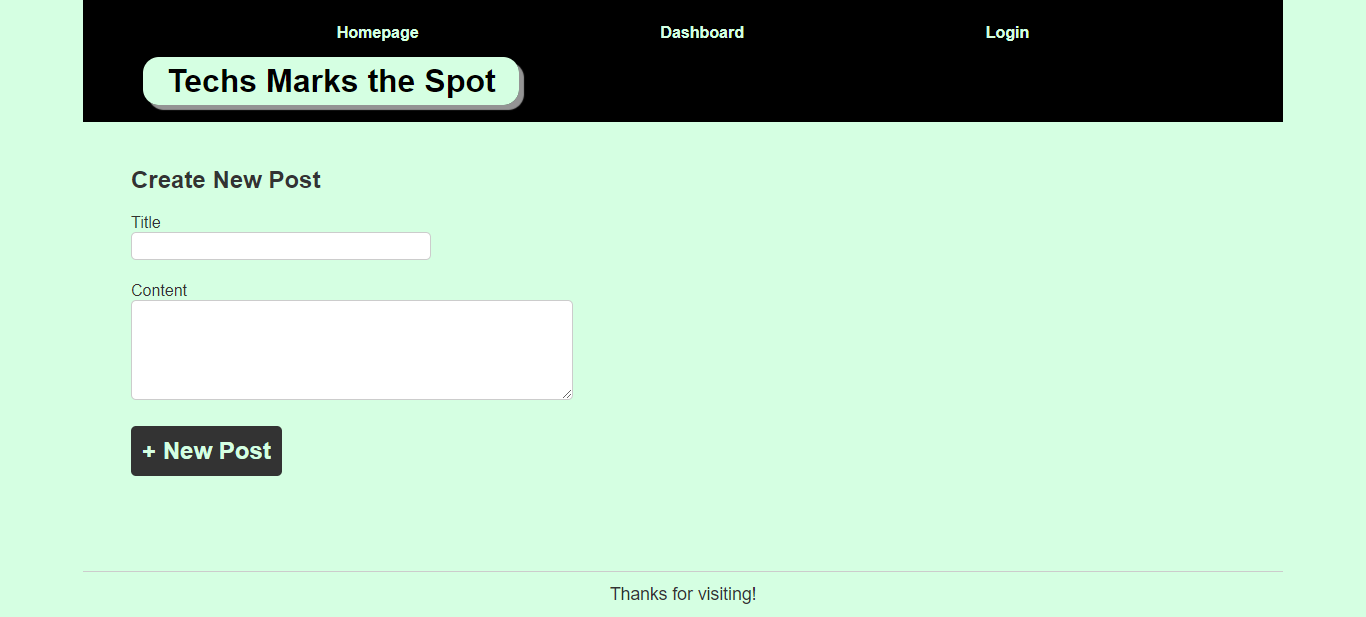 Homepage Dashboard Login
Techs Marks the Spot
Create New Post
Title
Content
+ New Post
Thanks for visiting!